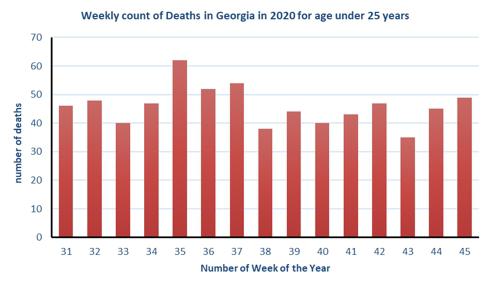 Weekly count of Deaths in Georgia in 2020 for age under 25 years
number of deaths
70
60
50
40
30
20
10
0
31 32 33 34 35 36 37 38 39 40 41 42 43 44 45
Number of Week of the Year